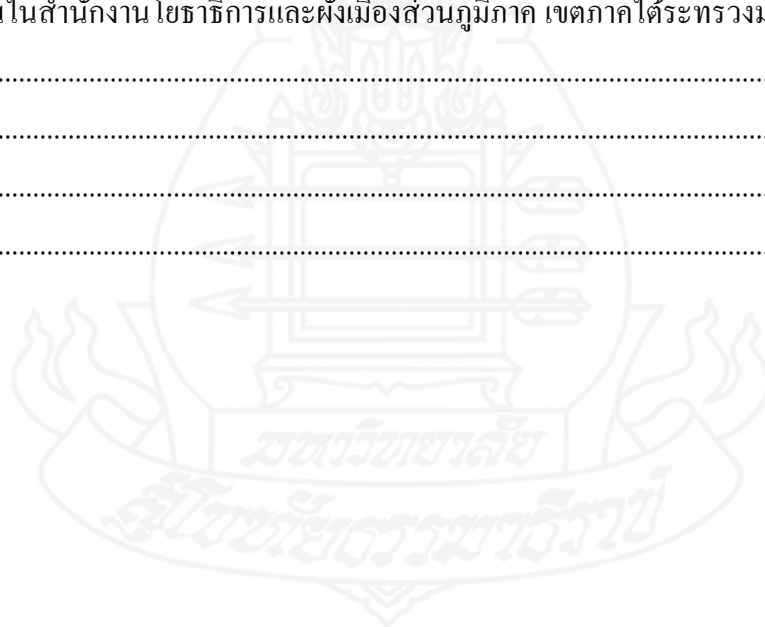 ในสำนักงานโยธาธิการและผังเมืองส่วนภูมิภาค เขตภาคใต้ระทรวงม
................................................................................
................................................................................
................................................................................
................................................................................
มหาวิทยาลัย
สุโขทัยธรรมาธิราช